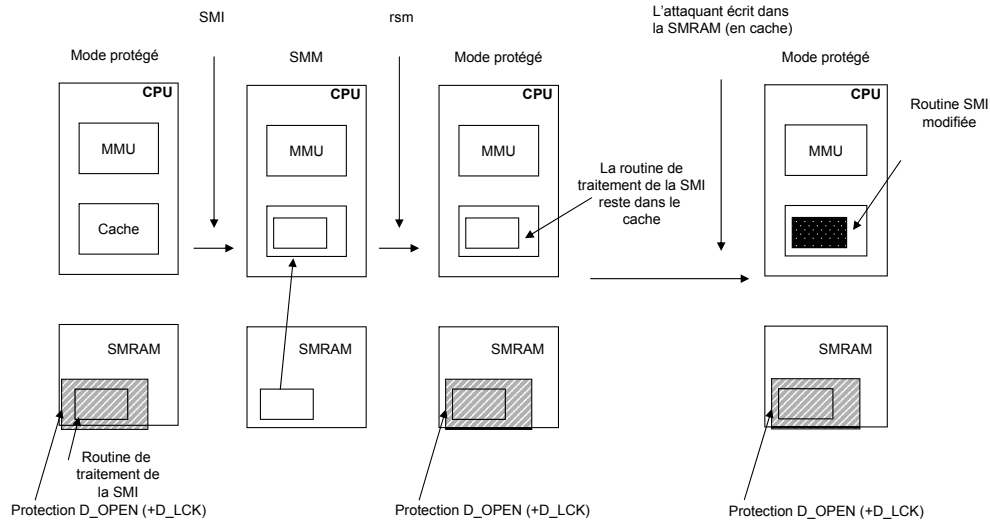 SMI
rsm
L'attaquant écrit dans
la SMRAM (en cache)
Mode protégé
SMM
Mode protégé
Mode protégé
CPU
CPU
CPU
CPU
Routine SMI
modifiée
MMU
MMU
MMU
MMU
La routine de
traitement de la SMI
reste dans le
cache
Cache
SMRAM
SMRAM
SMRAM
SMRAM
Routine de
traitement de
la SMI
Protection D_OPEN (+D_LCK)
Protection D_OPEN (+D_LCK)
Protection D_OPEN (+D_LCK)